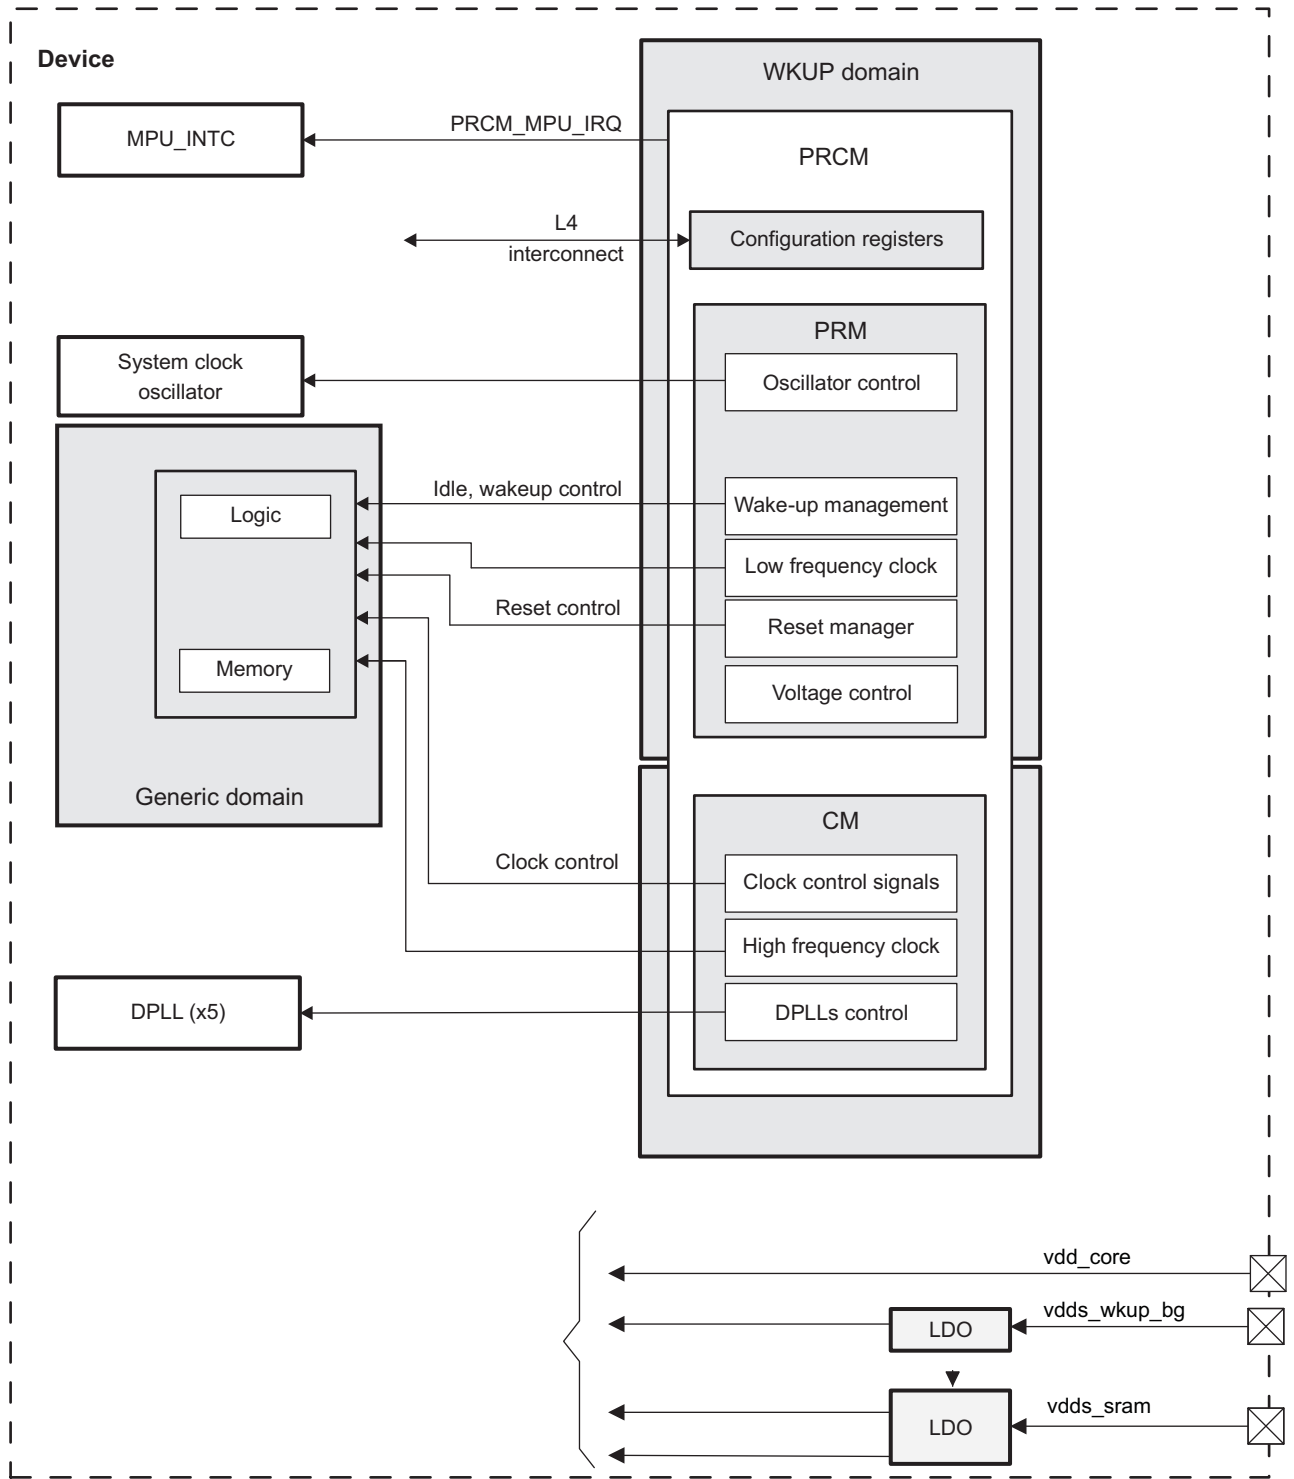 Device
WKUP domain
MPU_INTC
PRCM_MPU_IRQ
PRCM
L4
interconnect
Configuration registers
PRM
System clock
oscillator
Oscillator control
Idle, wakeup control
Wake-up management
Logic
Low frequency clock
Reset control
Reset manager
Memory
Voltage control
Generic domain
CM
Clock control
Clock control signals
High frequency clock
DPLL (x5)
DPLLs control
vdd_core
vdds_wkup_bg
LDO
vdds_sram
LDO